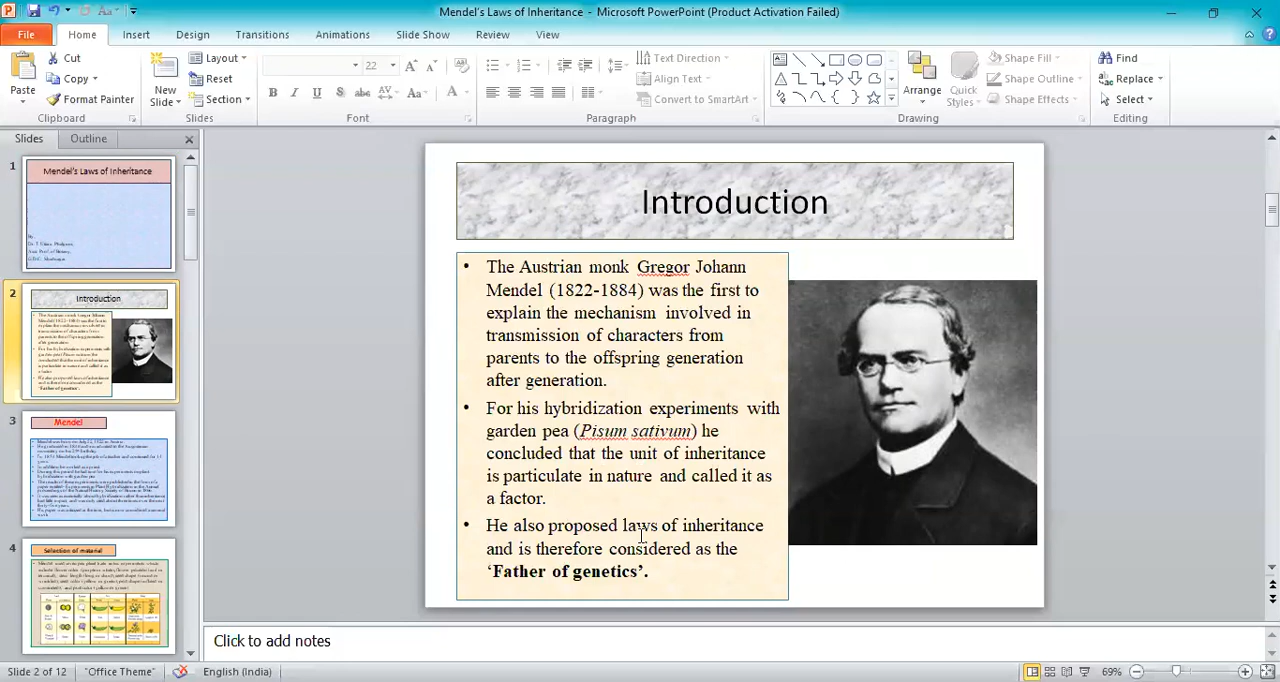 Mendel's Laws of Inheritance - Microsoft PowerPoint (Product Activation Failed)
File Home Insert Design Transitions Animations Slide Show Review View
Paste
Cut
Copy
Format Painter
Clipboard
New Slide
Layout
Reset
Section
Slides
22
Font
Text Direction
Align Text
Convert to SmartArt
Paragraph
Arrange
Quick Styles
Shape Fill
Shape Outline
Shape Effects
Drawing
Find
Replace
Select
Editing
Slides Outline
1
Mendel's Laws of Inheritance
2
Introduction
3
Mendel
4
Selection of material
Introduction
• The Austrian monk Gregor Johann
Mendel (1822-1884) was the first to
explain the mechanism involved in
transmission of characters from
parents to the offspring generation
after generation.
• For his hybridization experiments with
garden pea (Pisum sativum) he
concluded that the unit of inheritance
is particulate in nature and called it as
a factor.
• He also proposed laws of inheritance
and is therefore considered as the
'Father of genetics'.
Click to add notes
Slide 2 of 12 "Office Theme" English (India) 69%